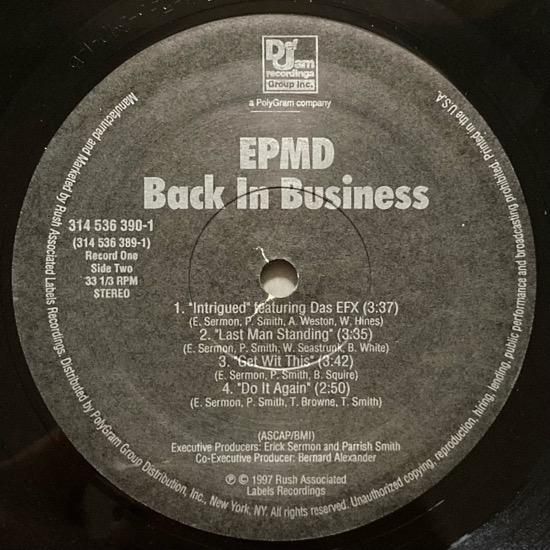 Def Jam
recordings
Group Inc.
a PolyGram company
EPMD
Back In Business
314 536 390-1
(314 536 389-1)
Record One
Side Two
33 1/3 RPM
STEREO
1. "Intrigued" featuring Das EFX (3:37)
(E. Sermon, P. Smith, A. Weston, W. Hines)
2. "Last Man Standing" (3:35)
(E. Sermon, P. Smith, W. Seastrunk, B. White)
3. "Get Wit This" (3:42)
(E. Sermon, P. Smith, B. Squire)
4. "Do It Again" (2:50)
(E. Sermon, P. Smith, T. Browne, T. Smith)
(ASCAP/BMI)
Executive Producers: Erick Sermon and Parrish Smith
Co-Executive Producer: Bernard Alexander
℗ © 1997 Rush Associated
Labels Recordings
Manufactured and Marketed by Rush Associated Labels Recordings. Distributed by PolyGram Group Distribution, Inc., New York, NY. All rights reserved. Unauthorized copying, reproduction, hiring, lending, public performance and broadcasting prohibited. Printed in the U.S.A.